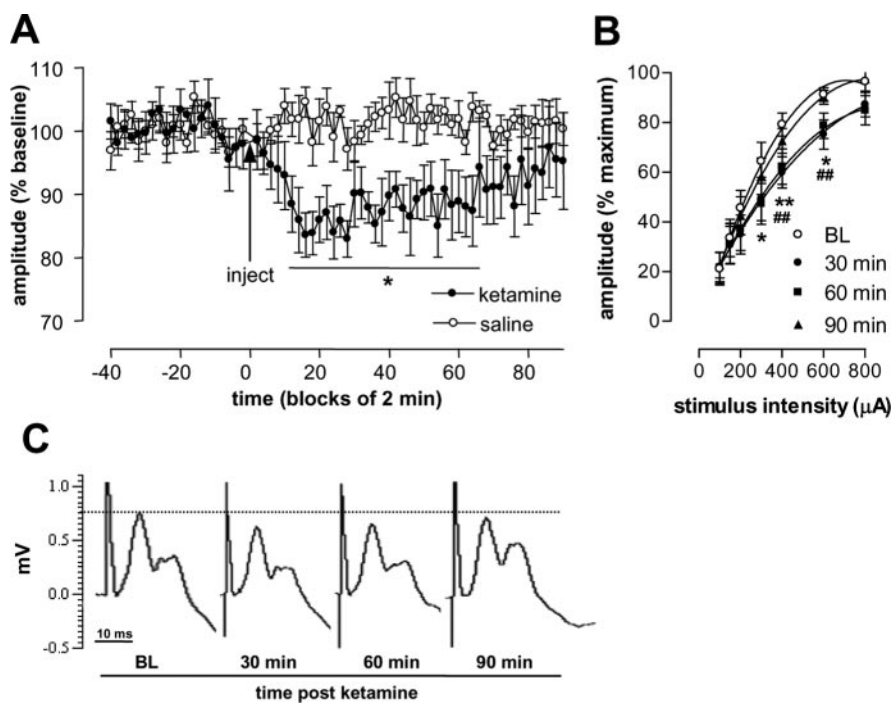 A
amplitude (% baseline)
110
100
90
80
70
inject
*
ketamine
saline
-40 -20 0 20 40 60 80
time (blocks of 2 min)
B
amplitude (% maximum)
100
80
60
40
20
0
*
**
##
*
##
BL
30 min
60 min
90 min
0 200 400 600 800
stimulus intensity (μA)
C
mV
1.0
0.5
0.0
-0.5
10 ms
BL 30 min 60 min 90 min
time post ketamine